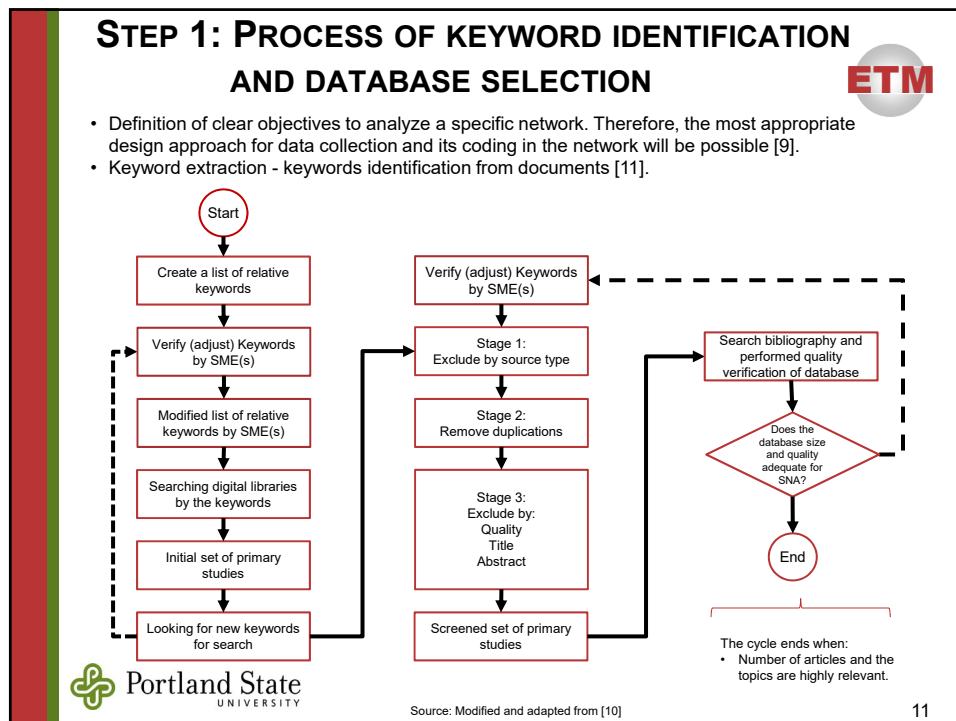 STEP 1: PROCESS OF KEYWORD IDENTIFICATION
AND DATABASE SELECTION
ETM
• Definition of clear objectives to analyze a specific network. Therefore, the most appropriate
design approach for data collection and its coding in the network will be possible [9].
• Keyword extraction - keywords identification from documents [11].
Start
Create a list of relative
keywords
Verify (adjust) Keywords
by SME(s)
Modified list of relative
keywords by SME(s)
Searching digital libraries
by the keywords
Initial set of primary
studies
Looking for new keywords
for search
Verify (adjust) Keywords
by SME(s)
Stage 1:
Exclude by source type
Stage 2:
Remove duplications
Stage 3:
Exclude by:
Quality
Title
Abstract
Screened set of primary
studies
Search bibliography and
performed quality
verification of database
Does the
database size
and quality
adequate for
SNA?
End
The cycle ends when:
• Number of articles and the
topics are highly relevant.
Portland State
UNIVERSITY
Source: Modified and adapted from [10]
11